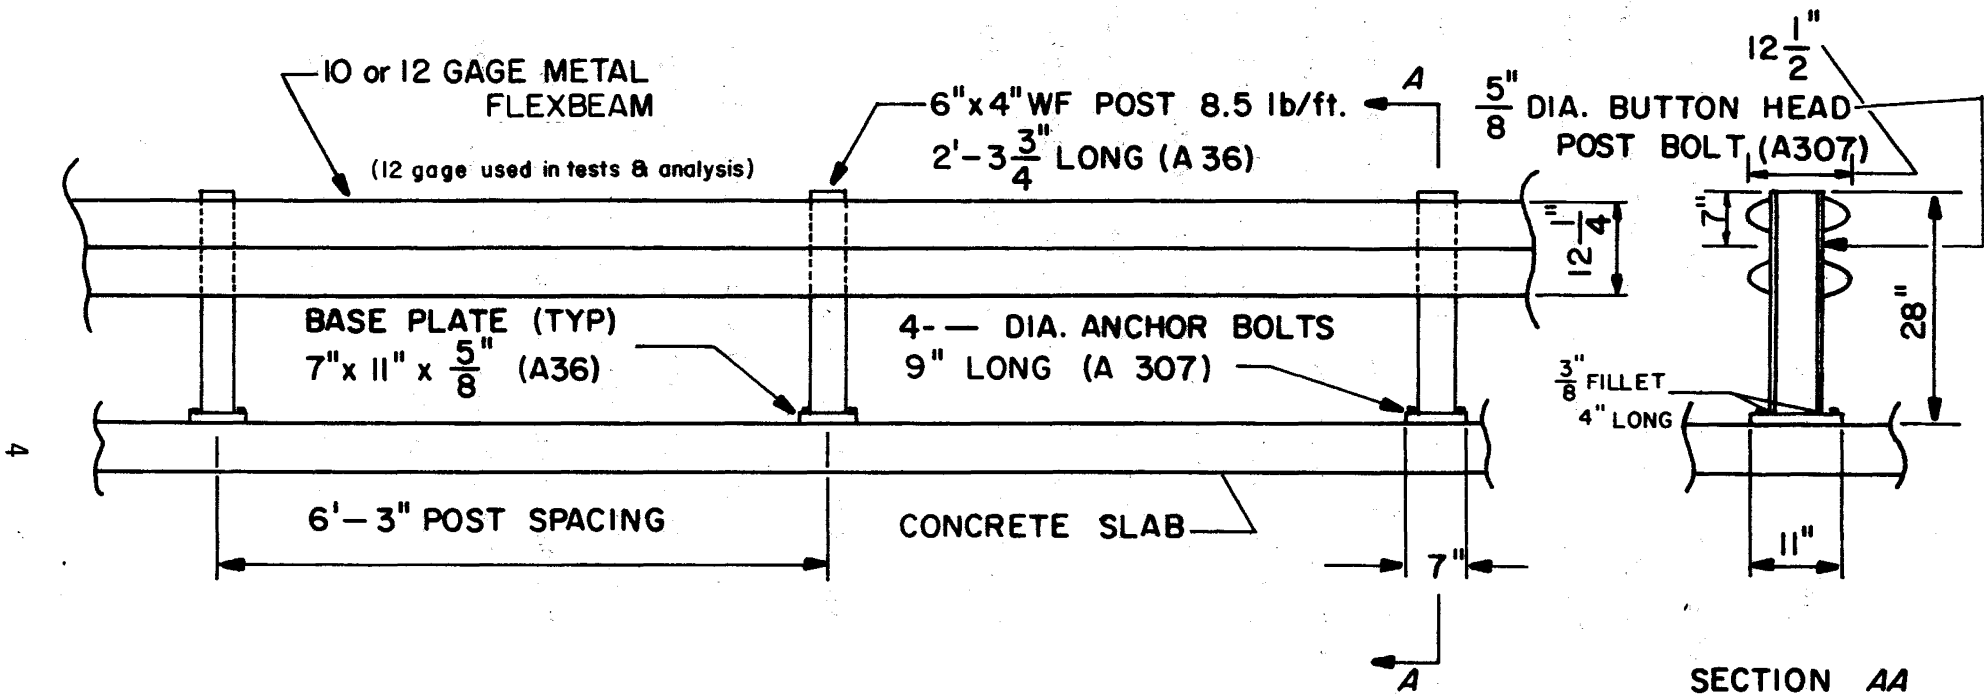 10 or 12 GAGE METAL
FLEXBEAM
(12 gage used in tests & analysis)
6"x 4" WF POST 8.5 lb/ft.
2'-3 3/4" LONG (A 36)
A
12 1/2"
5/8" DIA. BUTTON HEAD
POST BOLT (A307)
7"
12 1/4"
28"
BASE PLATE (TYP)
7"x 11" x 5/8" (A36)
4-— DIA. ANCHOR BOLTS
9" LONG (A 307)
3/8" FILLET
4" LONG
4
6'-3" POST SPACING
CONCRETE SLAB
7"
11"
A
SECTION AA